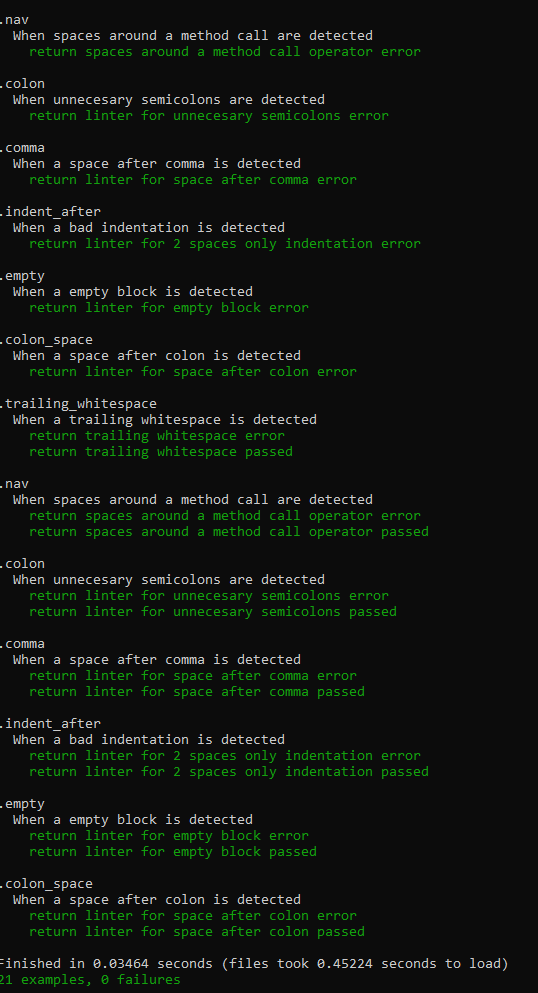 .nav
When spaces around a method call are detected
return spaces around a method call operator error
.colon
When unnecesary semicolons are detected
return linter for unnecesary semicolons error
.comma
When a space after comma is detected
return linter for space after comma error
.indent_after
When a bad indentation is detected
return linter for 2 spaces only indentation error
.empty
When a empty block is detected
return linter for empty block error
.colon_space
When a space after colon is detected
return linter for space after colon error
.trailing_whitespace
When a trailing whitespace is detected
return trailing whitespace error
return trailing whitespace passed
.nav
When spaces around a method call are detected
return spaces around a method call operator error
return spaces around a method call operator passed
.colon
When unnecesary semicolons are detected
return linter for unnecesary semicolons error
return linter for unnecesary semicolons passed
.comma
When a space after comma is detected
return linter for space after comma error
return linter for space after comma passed
.indent_after
When a bad indentation is detected
return linter for 2 spaces only indentation error
return linter for 2 spaces only indentation passed
.empty
When a empty block is detected
return linter for empty block error
return linter for empty block passed
.colon_space
When a space after colon is detected
return linter for space after colon error
return linter for space after colon passed
Finished in 0.03464 seconds (files took 0.45224 seconds to load)
21 examples, 0 failures